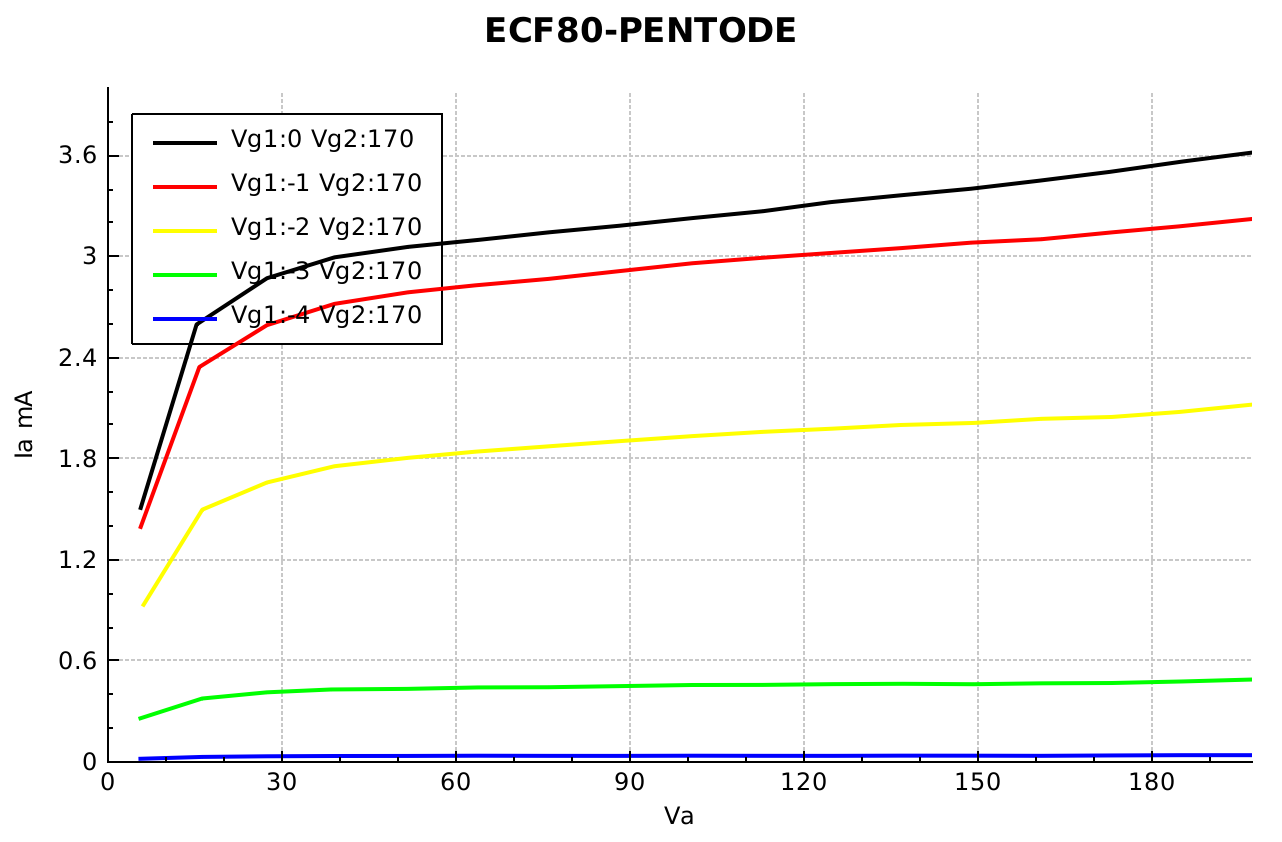 ECF80-PENTODE
Vg1:0 Vg2:170
Vg1:-1 Vg2:170
Vg1:-2 Vg2:170
Vg1:-3 Vg2:170
Vg1:-4 Vg2:170
3.6
3
2.4
1.8
1.2
0.6
0
Ia mA
0 30 60 90 120 150 180
Va